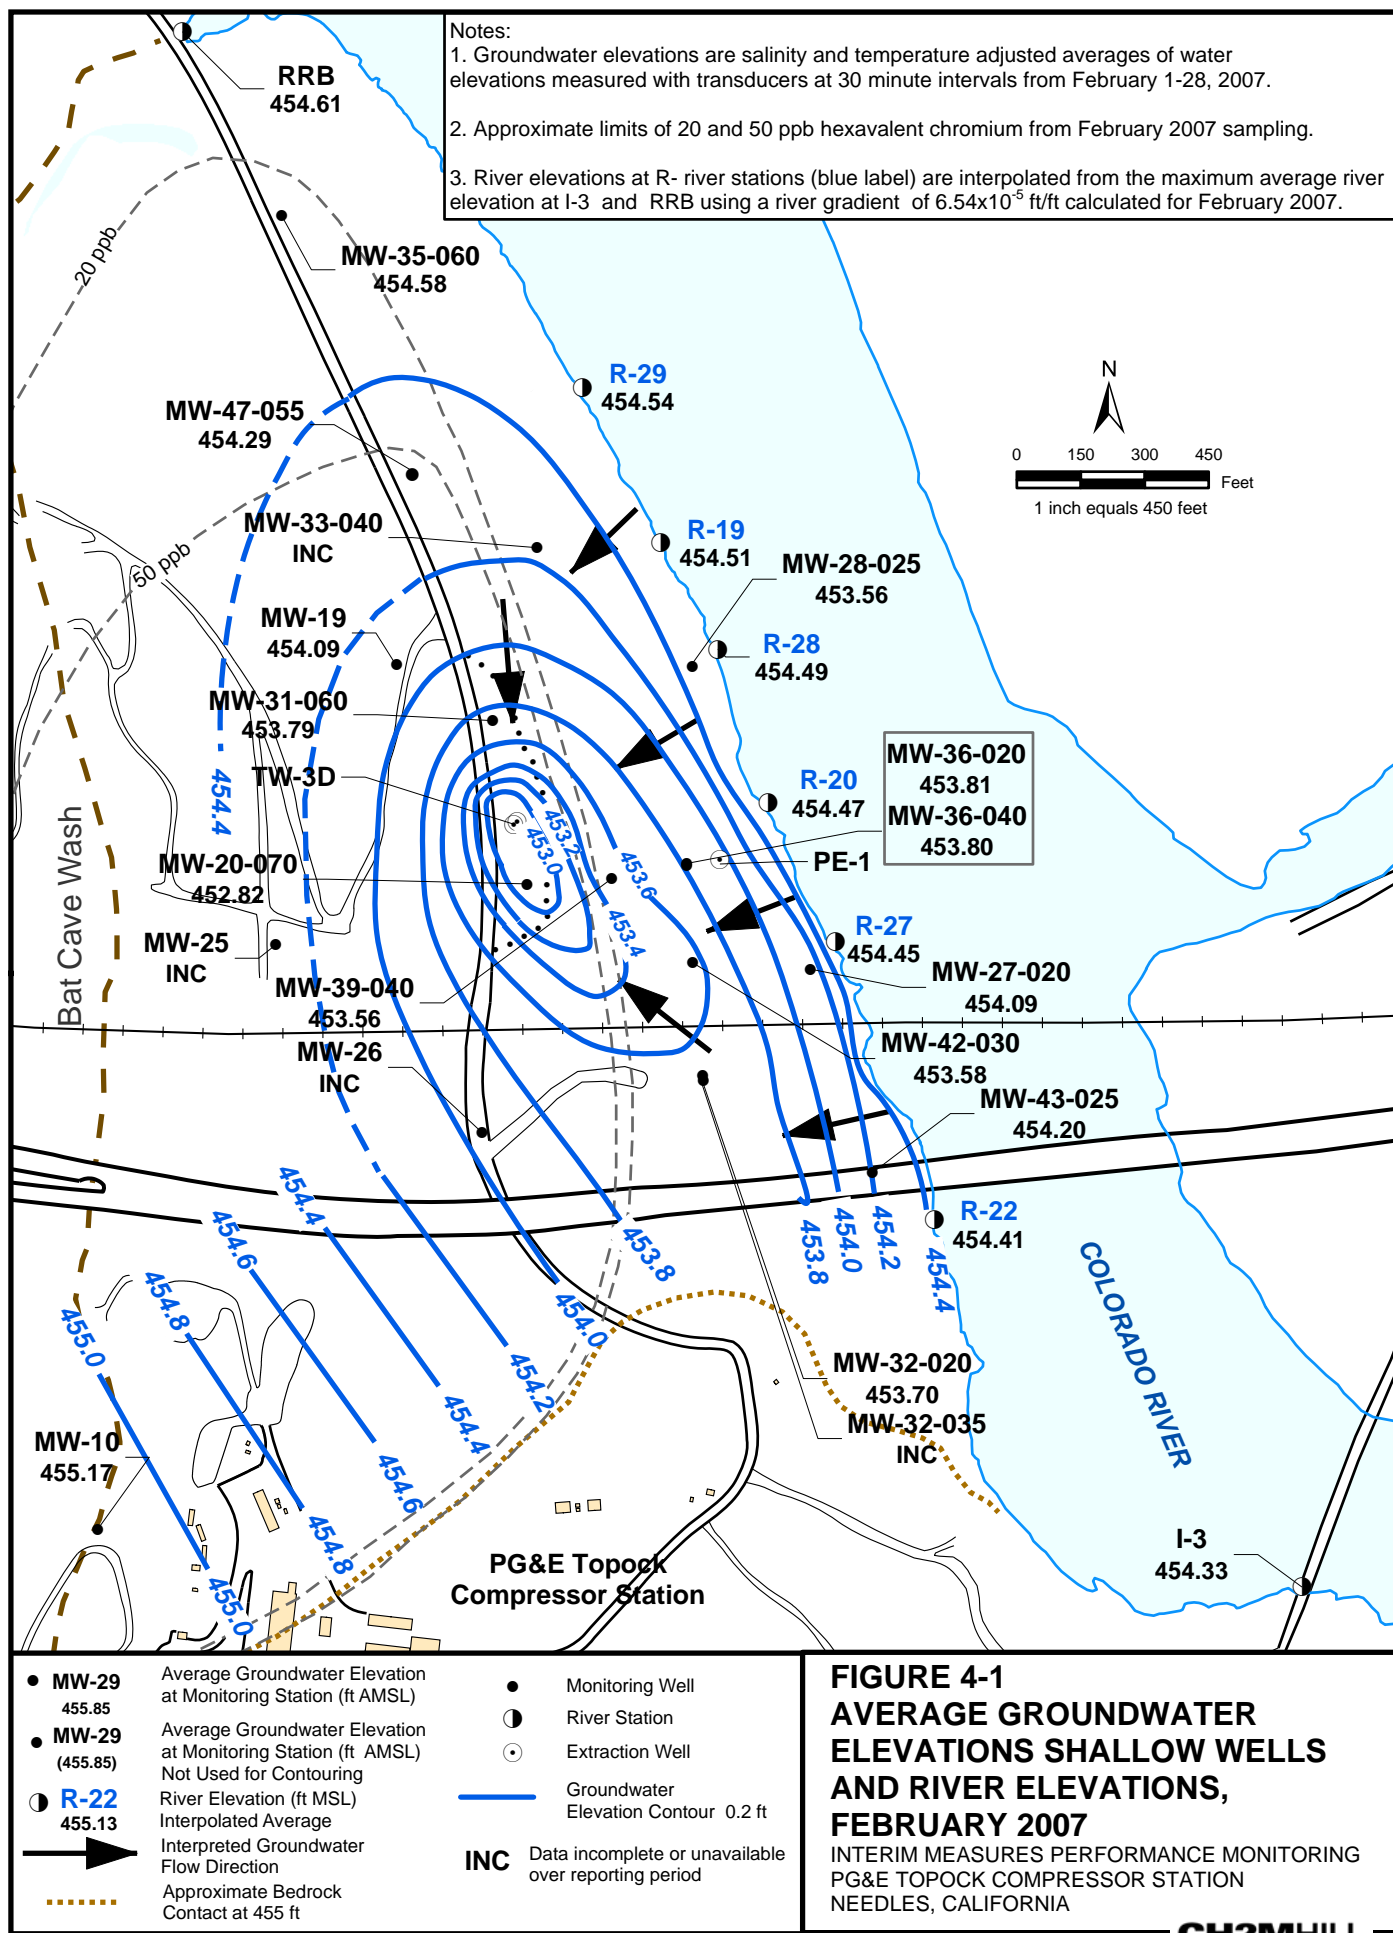 Notes:
1. Groundwater elevations are salinity and temperature adjusted averages of water
elevations measured with transducers at 30 minute intervals from February 1-28, 2007.
2. Approximate limits of 20 and 50 ppb hexavalent chromium from February 2007 sampling.
3. River elevations at R- river stations (blue label) are interpolated from the maximum average river
elevation at I-3 and RRB using a river gradient of 6.54x10⁻⁵ ft/ft calculated for February 2007.
RRB
454.61
20 ppb
MW-35-060
454.58
R-29
454.54
N
0 150 300 450
Feet
1 inch equals 450 feet
MW-47-055
454.29
MW-33-040
INC
50 ppb
R-19
454.51
MW-28-025
453.56
MW-19
454.09
R-28
454.49
MW-31-060
453.79
TW-3D
454.4
R-20
454.47
MW-36-020
453.81
MW-36-040
453.80
PE-1
453.2
453.0
453.6
453.4
MW-20-070
452.82
MW-25
INC
Bat Cave Wash
R-27
454.45
MW-27-020
454.09
MW-39-040
453.56
MW-26
INC
MW-42-030
453.58
MW-43-025
454.20
454.4
454.6
454.8
455.0
453.8
454.0
454.2
454.4
454.6
454.8
455.0
453.8
454.0
454.2
454.4
R-22
454.41
COLORADO RIVER
MW-32-020
453.70
MW-32-035
INC
MW-10
455.17
I-3
454.33
PG&E Topock
Compressor Station
MW-29
455.85
Average Groundwater Elevation
at Monitoring Station (ft AMSL)
MW-29
(455.85)
Average Groundwater Elevation
at Monitoring Station (ft AMSL)
Not Used for Contouring
R-22
455.13
River Elevation (ft MSL)
Interpolated Average
Interpreted Groundwater
Flow Direction
Approximate Bedrock
Contact at 455 ft
Monitoring Well
River Station
Extraction Well
Groundwater
Elevation Contour 0.2 ft
INC
Data incomplete or unavailable
over reporting period
FIGURE 4-1
AVERAGE GROUNDWATER
ELEVATIONS SHALLOW WELLS
AND RIVER ELEVATIONS,
FEBRUARY 2007
INTERIM MEASURES PERFORMANCE MONITORING
PG&E TOPOCK COMPRESSOR STATION
NEEDLES, CALIFORNIA
CH2MHILL